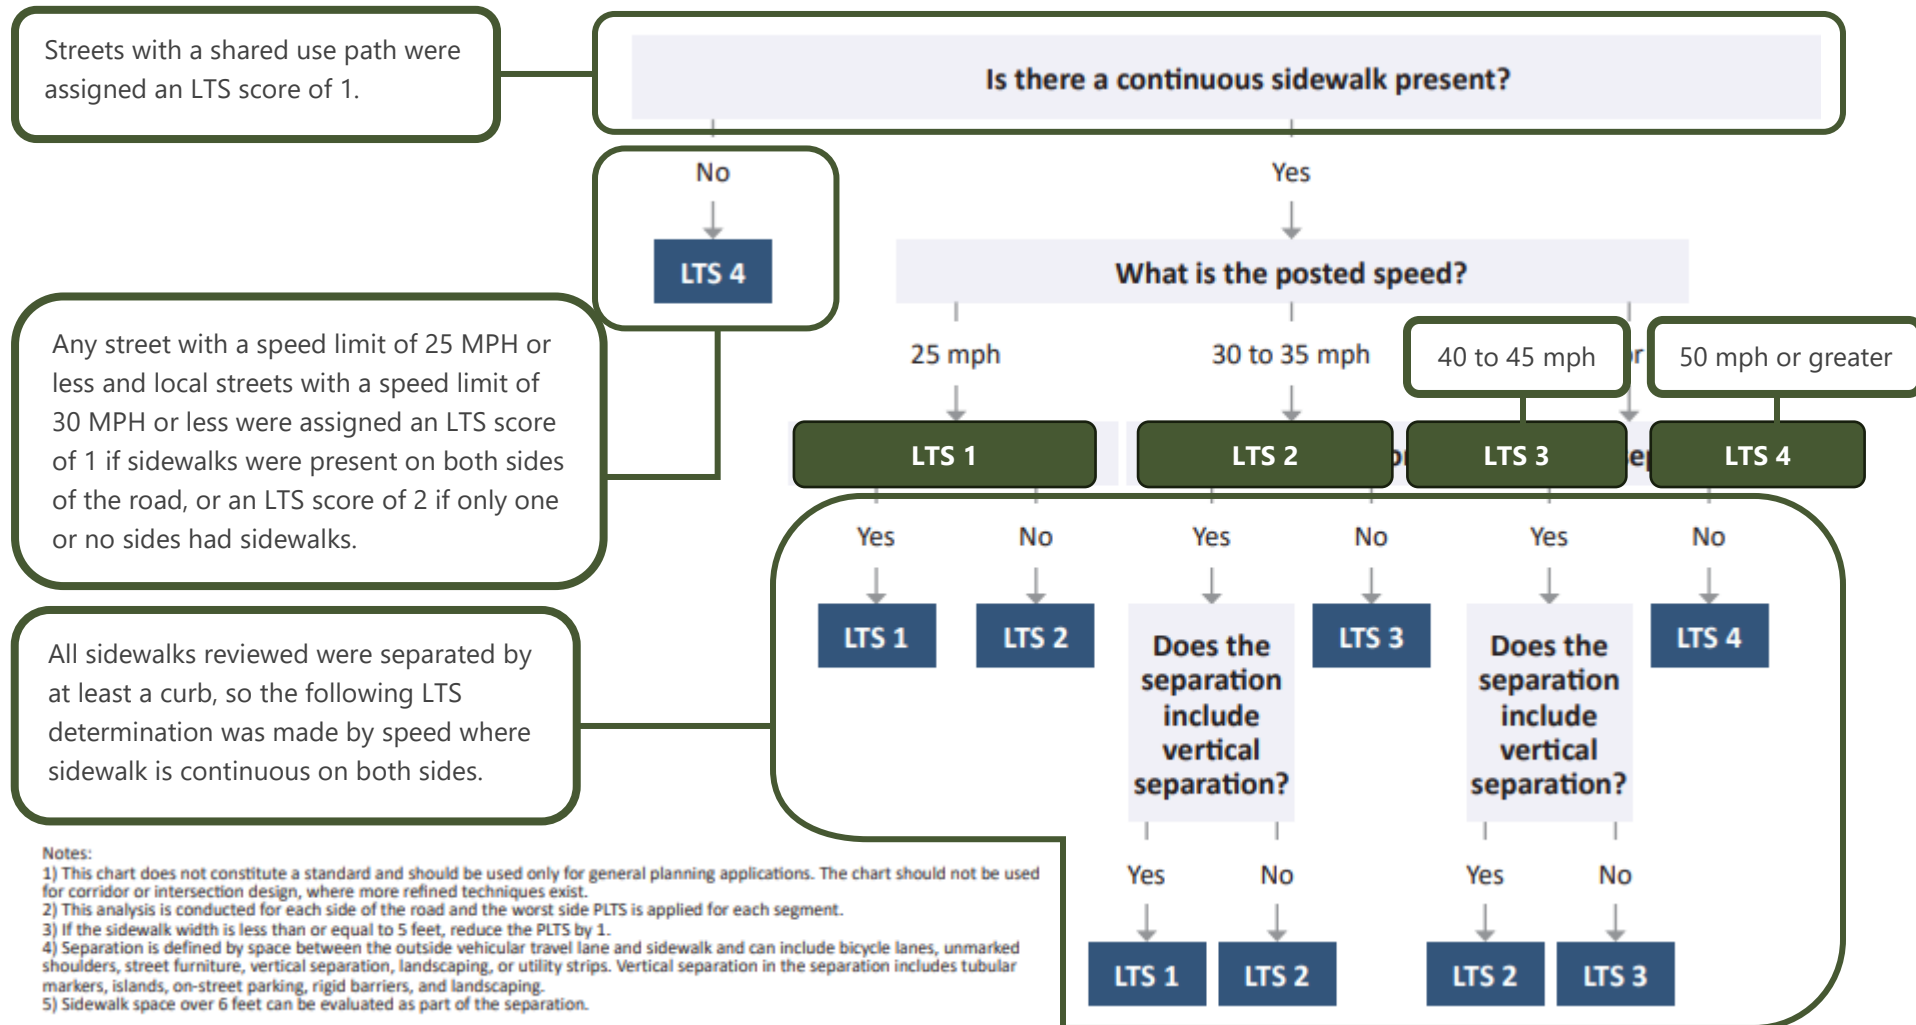 Streets with a shared use path were
assigned an LTS score of 1.
Is there a continuous sidewalk present?
No
Yes
LTS 4
What is the posted speed?
Any street with a speed limit of 25 MPH or
less and local streets with a speed limit of
30 MPH or less were assigned an LTS score
of 1 if sidewalks were present on both sides
of the road, or an LTS score of 2 if only one
or no sides had sidewalks.
25 mph
30 to 35 mph
40 to 45 mph
50 mph or greater
LTS 1
LTS 2
LTS 3
LTS 4
Yes
No
Yes
No
Yes
No
LTS 1
LTS 2
Does the
separation
include
vertical
separation?
LTS 3
Does the
separation
include
vertical
separation?
LTS 4
All sidewalks reviewed were separated by
at least a curb, so the following LTS
determination was made by speed where
sidewalk is continuous on both sides.
Yes
No
Yes
No
LTS 1
LTS 2
LTS 2
LTS 3
Notes:
1) This chart does not constitute a standard and should be used only for general planning applications. The chart should not be used
for corridor or intersection design, where more refined techniques exist.
2) This analysis is conducted for each side of the road and the worst side PLTS is applied for each segment.
3) If the sidewalk width is less than or equal to 5 feet, reduce the PLTS by 1.
4) Separation is defined by space between the outside vehicular travel lane and sidewalk and can include bicycle lanes, unmarked
shoulders, street furniture, vertical separation, landscaping, or utility strips. Vertical separation in the separation includes tubular
markers, islands, on-street parking, rigid barriers, and landscaping.
5) Sidewalk space over 6 feet can be evaluated as part of the separation.